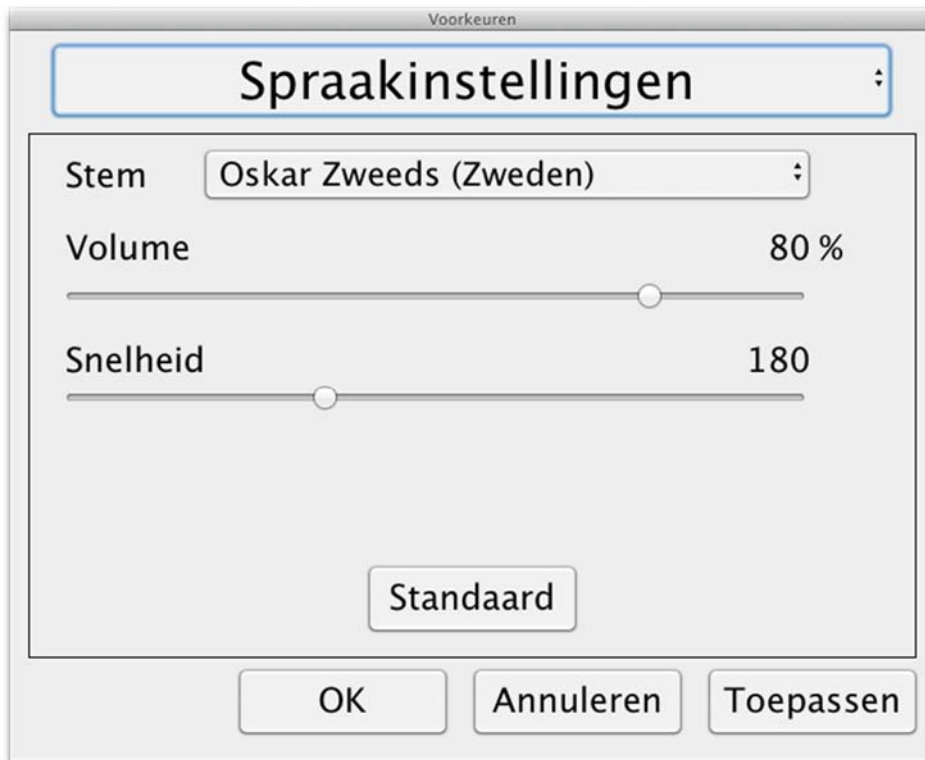 Voorkeuren
Spraakinstellingen
Stem Oskar Zweeds (Zweden)
Volume 80 %
Snelheid 180
Standaard
OK Annuleren Toepassen